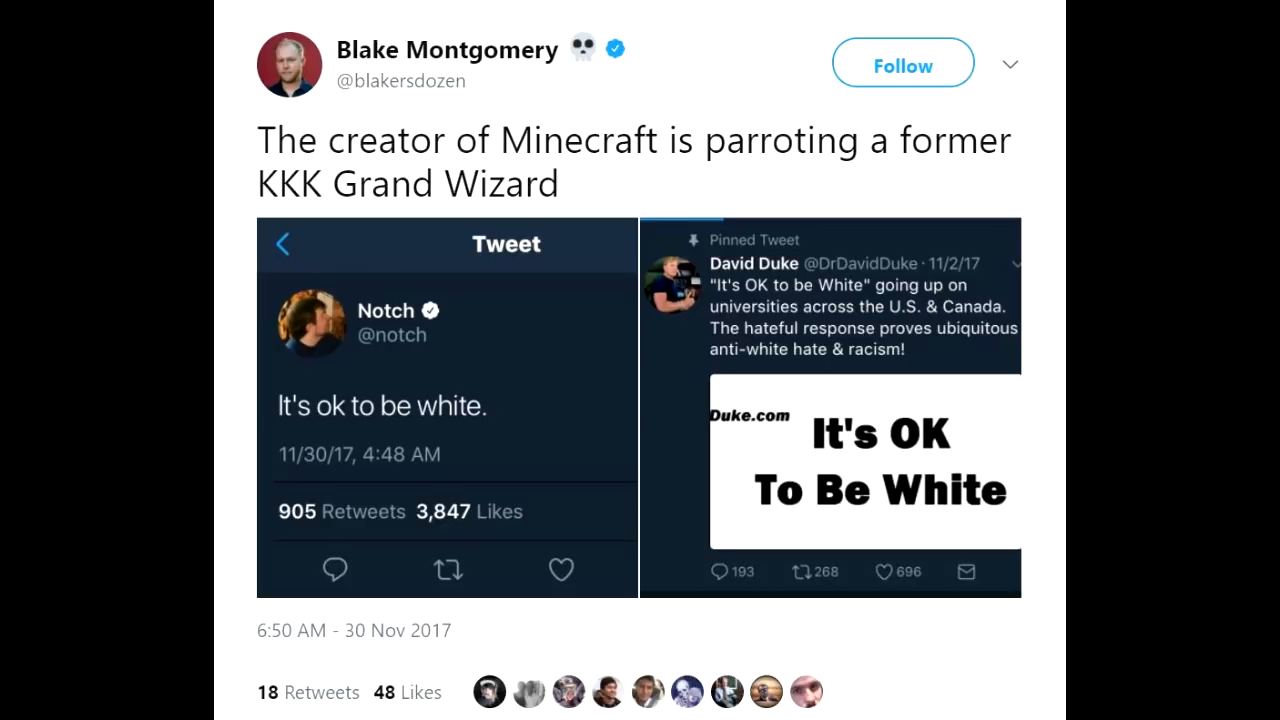 Blake Montgomery
@blakersdozen
Follow
The creator of Minecraft is parroting a former
KKK Grand Wizard
Tweet
Notch
@notch
It's ok to be white.
11/30/17, 4:48 AM
905 Retweets 3,847 Likes
Pinned Tweet
David Duke @DrDavidDuke · 11/2/17
"It's OK to be White" going up on
universities across the U.S. & Canada.
The hateful response proves ubiquitous
anti-white hate & racism!
Duke.com
It's OK
To Be White
193 268 696
6:50 AM - 30 Nov 2017
18 Retweets 48 Likes